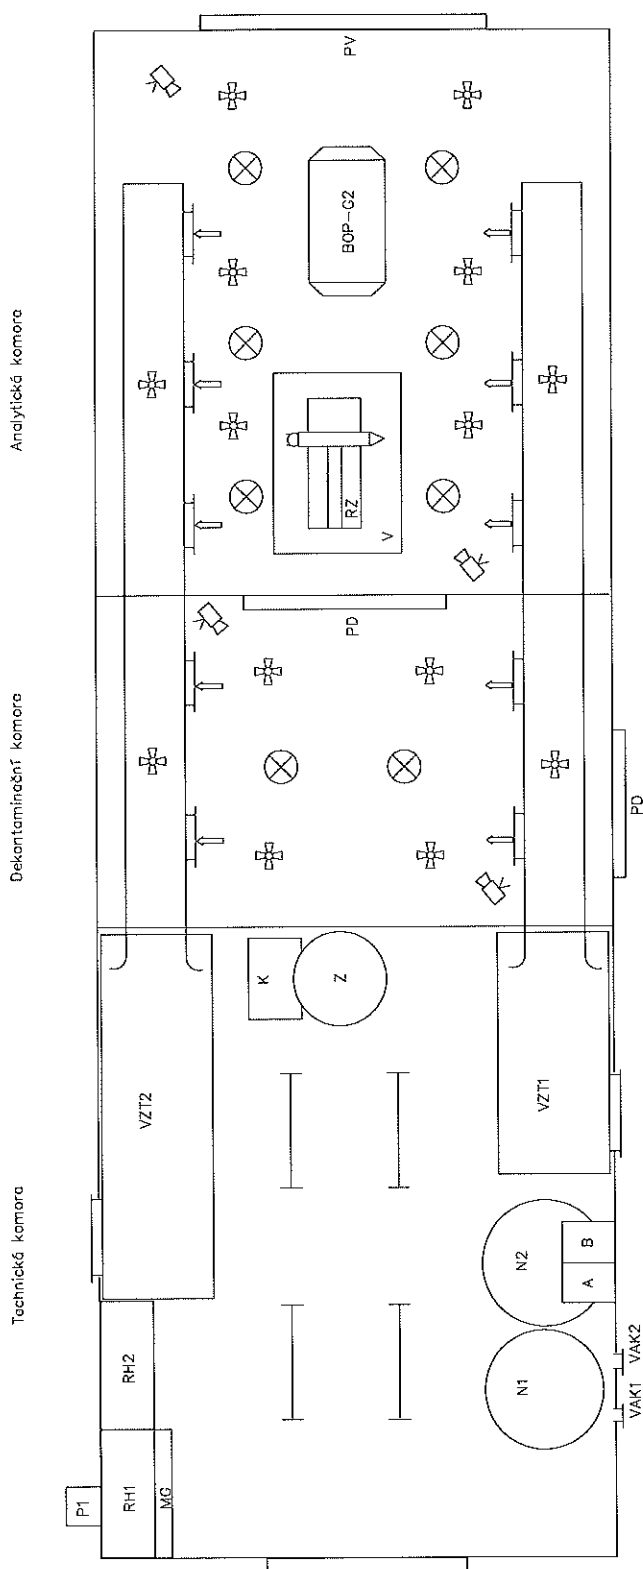 Technická komora
Dekontaminační komora
Analytická komora
P1
RH1
MG
RH2
VZT2
K
Z
VZT1
N1
N2
A
B
VAK1
VAK2
PD
PD
V
RZ
BOP-G2
PV